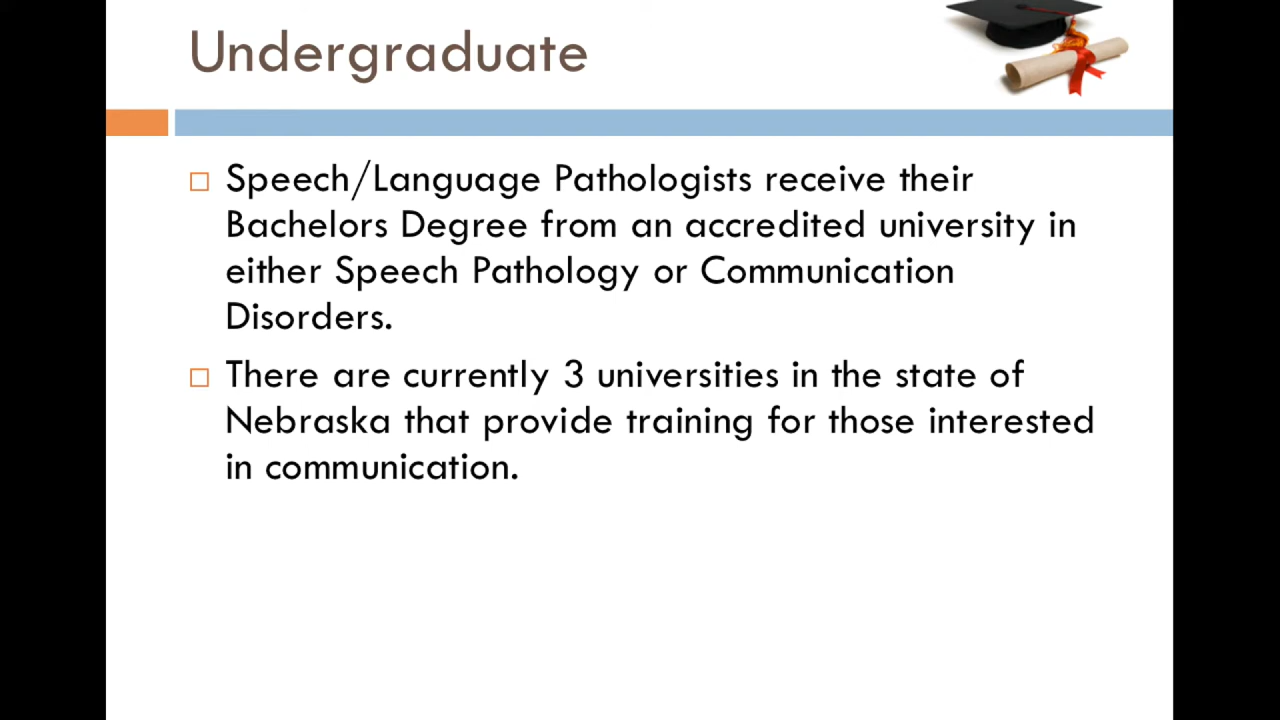 Undergraduate
Speech/Language Pathologists receive their
Bachelors Degree from an accredited university in
either Speech Pathology or Communication
Disorders.
There are currently 3 universities in the state of
Nebraska that provide training for those interested
in communication.